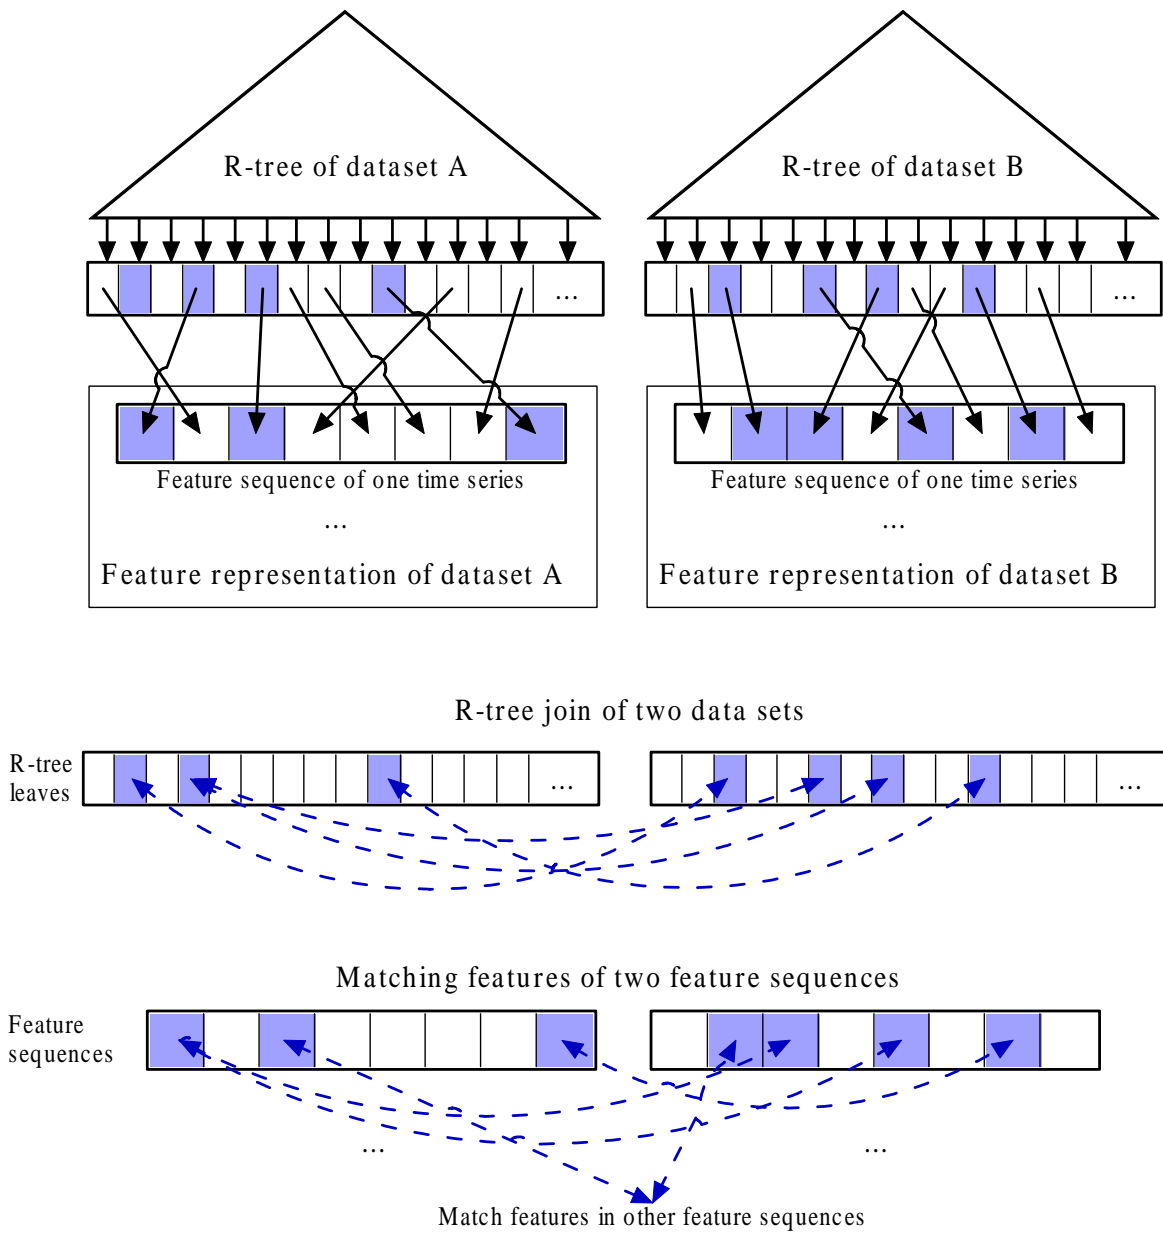 R-tree of dataset A
R-tree of dataset B
...
...
Feature sequence of one time series
Feature sequence of one time series
...
...
Feature representation of dataset A
Feature representation of dataset B
R-tree join of two data sets
R-tree
leaves
...
...
Matching features of two feature sequences
Feature
sequences
...
...
Match features in other feature sequences